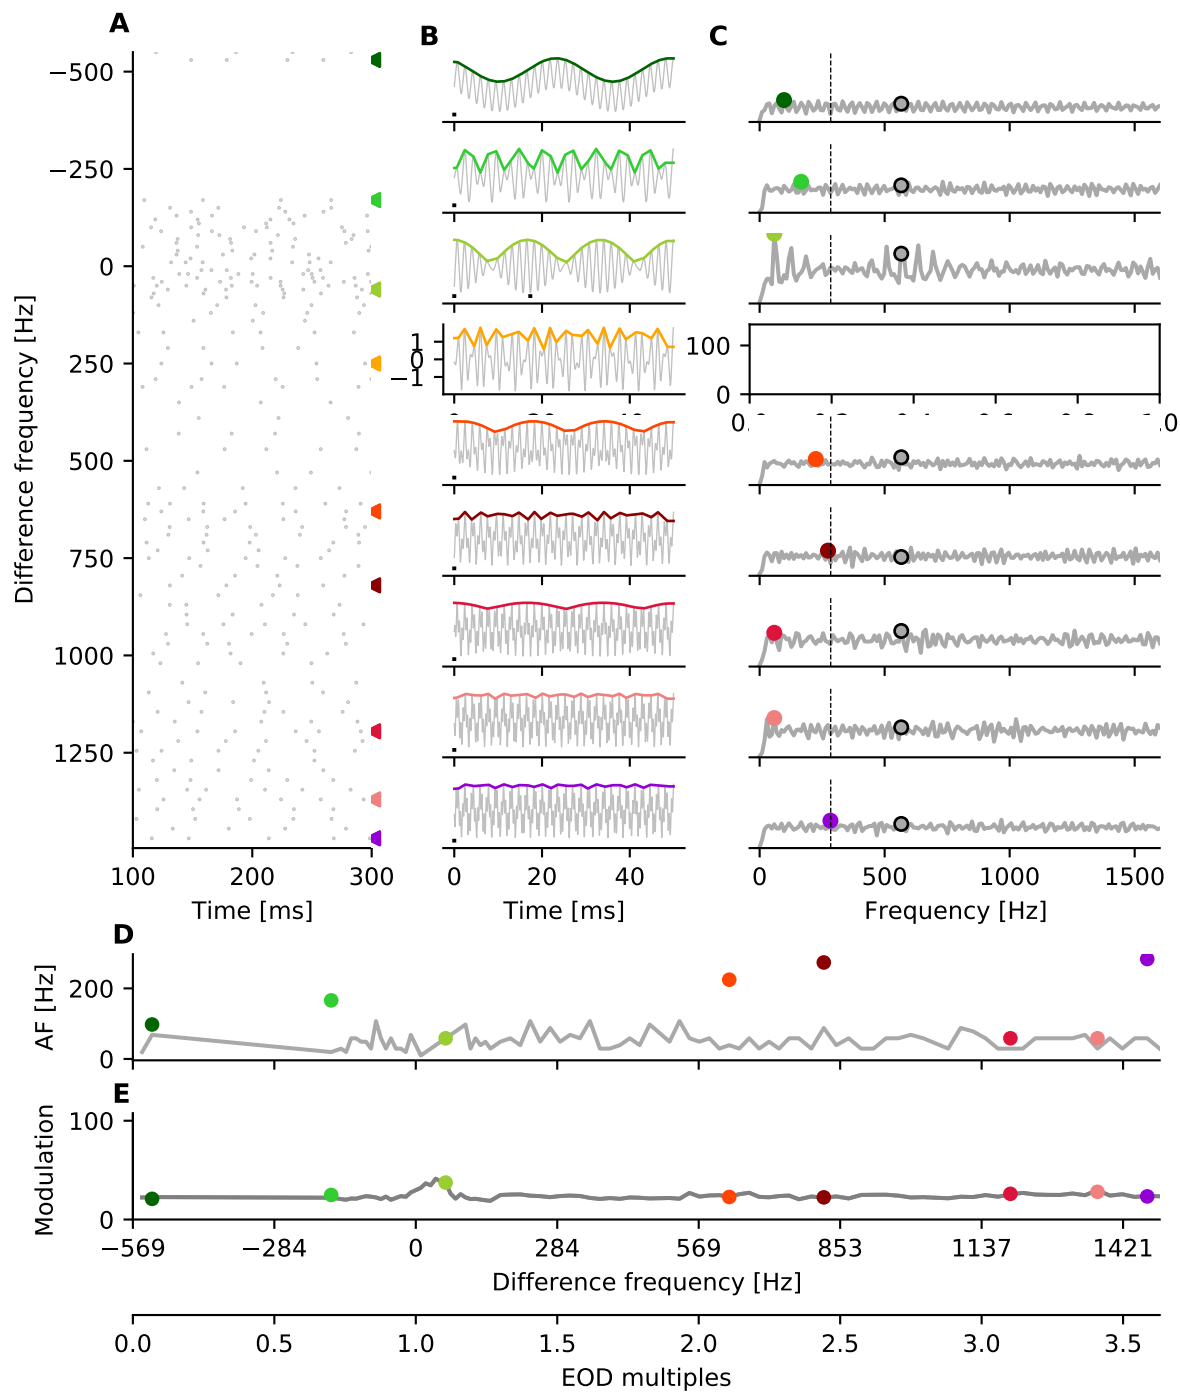 A
B
C
−500
−250
0
250
500
750
1000
1250
Difference frequency [Hz]
100 200 300
Time [ms]
1
0
−1
0 20 40
Time [ms]
100
0
0 500 1000 1500
Frequency [Hz]
D
200
0
AF [Hz]
E
100
0
Modulation
−569 −284 0 284 569 853 1137 1421
Difference frequency [Hz]
0.0 0.5 1.0 1.5 2.0 2.5 3.0 3.5
EOD multiples